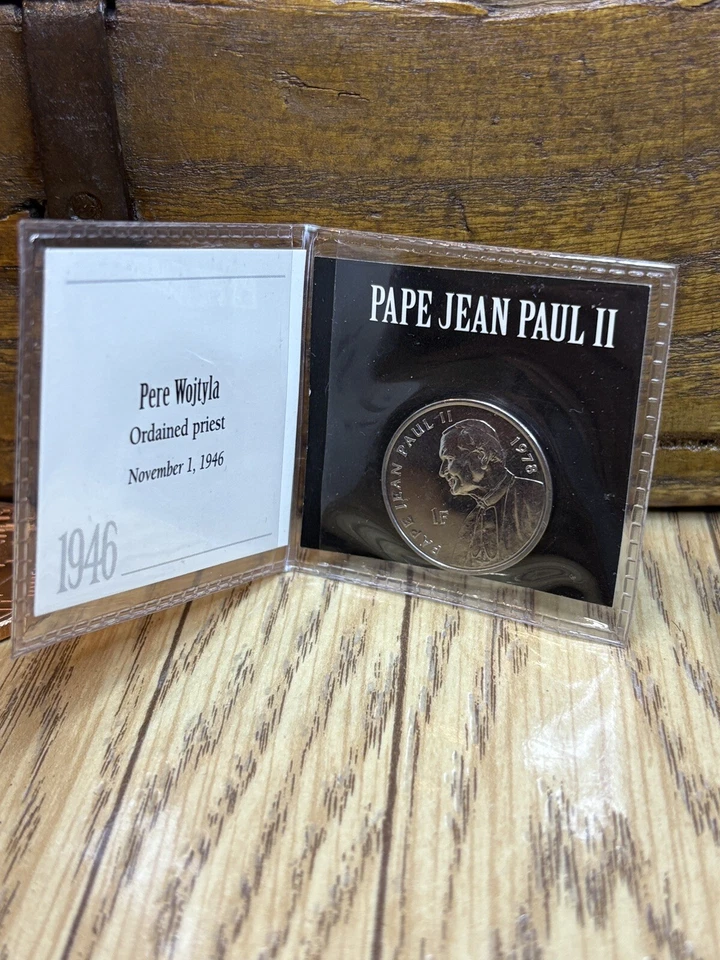 Pere Wojtyla
Ordained priest
November 1, 1946
1946
PAPE JEAN PAUL II
PAPE JEAN PAUL II
1978
1F